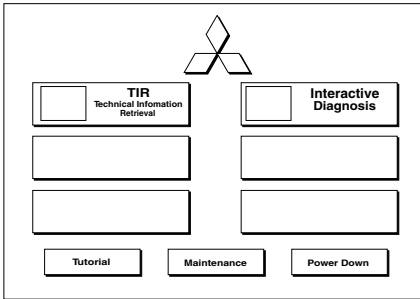 TIR
Technical Infomation
Retrieval
Interactive
Diagnosis
Tutorial
Maintenance
Power Down